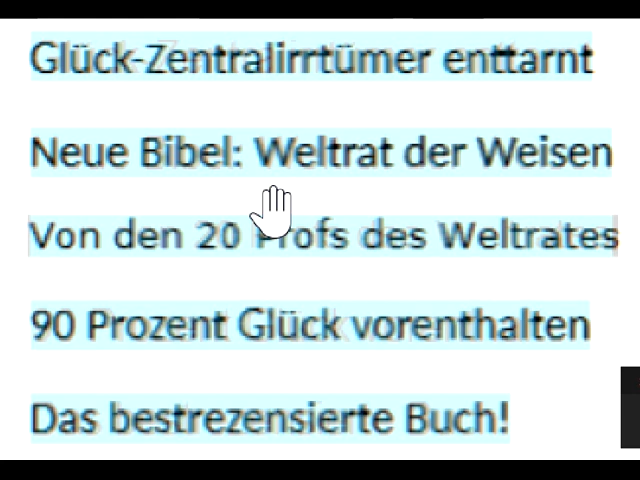 Glück-Zentralirrtümer enttarnt
Neue Bibel: Weltrat der Weisen
Von den 20 Profs des Weltrates
90 Prozent Glück vorenthalten
Das bestrezensierte Buch!